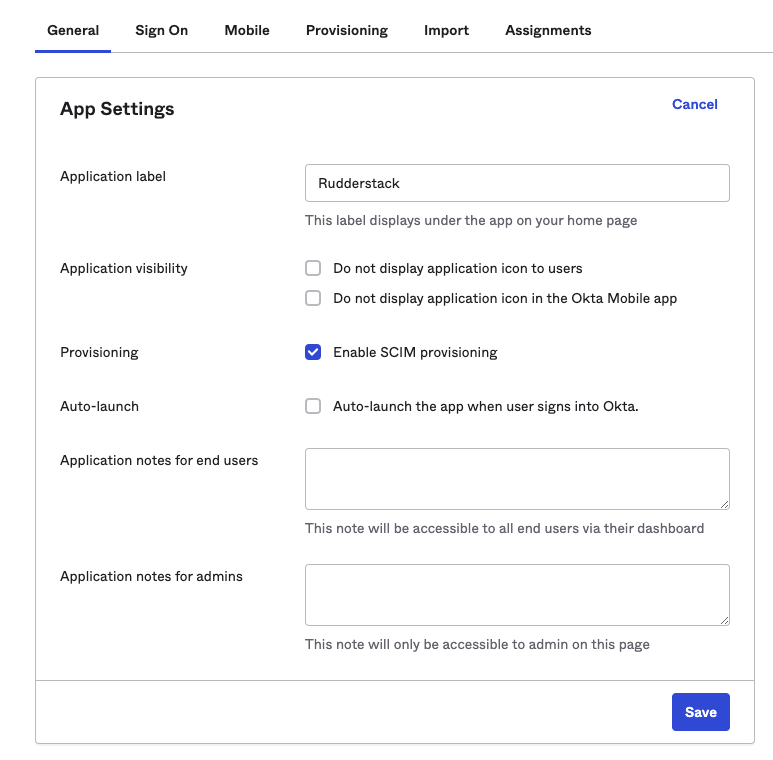 General Sign On Mobile Provisioning Import Assignments
App Settings Cancel
Application label Rudderstack
This label displays under the app on your home page
Application visibility Do not display application icon to users
Do not display application icon in the Okta Mobile app
Provisioning Enable SCIM provisioning
Auto-launch Auto-launch the app when user signs into Okta.
Application notes for end users
This note will be accessible to all end users via their dashboard
Application notes for admins
This note will only be accessible to admin on this page
Save